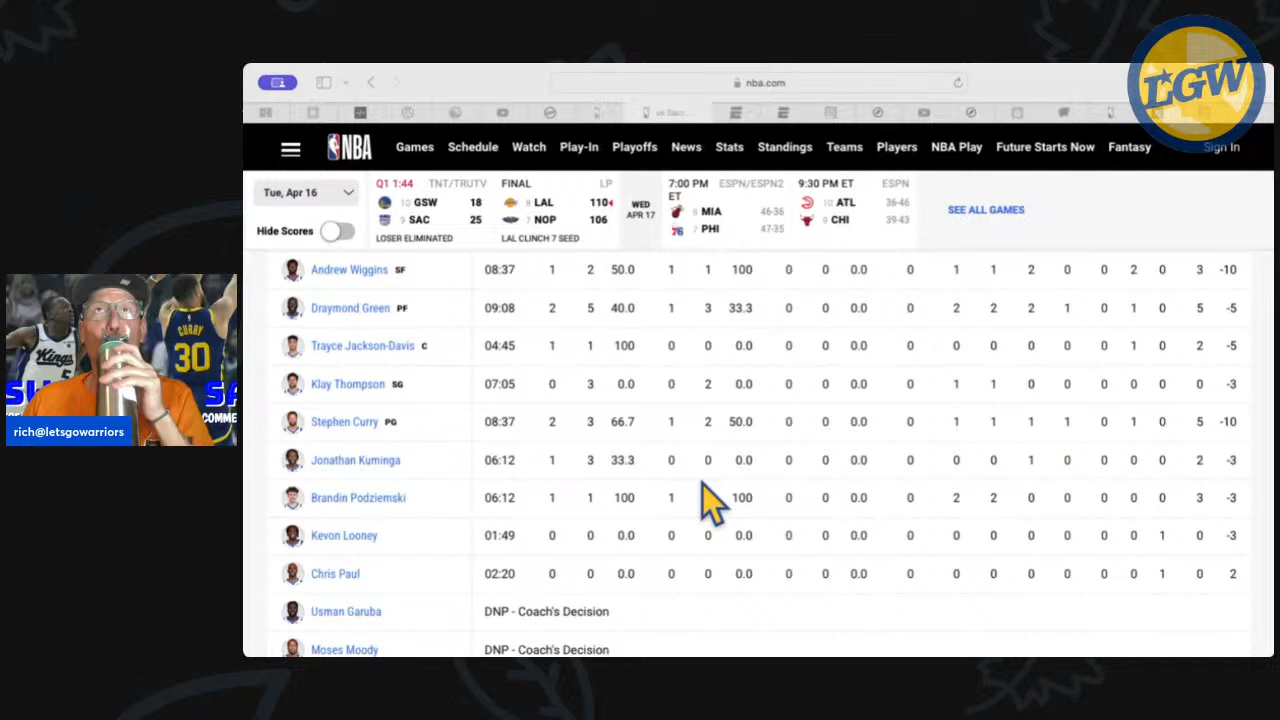 LGW
nba.com
us Sacr...
NBA Games Schedule Watch Play-In Playoffs News Stats Standings Teams Players NBA Play Future Starts Now Fantasy Sign In
Tue, Apr 16
Hide Scores
Q1 1:44 TNT/TRUTV
10 GSW 18
9 SAC 25
LOSER ELIMINATED
FINAL LP
8 LAL 110
7 NOP 106
LAL CLINCH 7 SEED
WED
APR 17
7:00 PM ET ESPN/ESPN2
8 MIA 46-36
7 PHI 47-35
9:30 PM ET ESPN
10 ATL 36-46
9 CHI 39-43
SEE ALL GAMES
Andrew Wiggins SF 08:37 1 2 50.0 1 1 100 0 0 0.0 0 1 1 2 0 0 2 0 3 -10
Draymond Green PF 09:08 2 5 40.0 1 3 33.3 0 0 0.0 0 2 2 2 1 0 1 0 5 -5
Trayce Jackson-Davis C 04:45 1 1 100 0 0 0.0 0 0 0.0 0 0 0 0 0 0 1 0 2 -5
Klay Thompson SG 07:05 0 3 0.0 0 2 0.0 0 0 0.0 0 1 1 0 0 0 0 0 0 -3
Stephen Curry PG 08:37 2 3 66.7 1 2 50.0 0 0 0.0 0 1 1 1 1 0 1 0 5 -10
Jonathan Kuminga 06:12 1 3 33.3 0 0 0.0 0 0 0.0 0 0 0 1 0 0 0 0 2 -3
Brandin Podziemski 06:12 1 1 100 1 100 0 0 0.0 0 2 2 0 0 0 0 0 3 -3
Kevon Looney 01:49 0 0 0.0 0 0 0.0 0 0 0.0 0 0 0 0 0 0 0 1 0 -3
Chris Paul 02:20 0 0 0.0 0 0 0.0 0 0 0.0 0 0 0 0 0 0 0 1 0 2
Usman Garuba DNP - Coach's Decision
Moses Moody DNP - Coach's Decision
Kings
5
CURRY
30
COMME
rich@letsgowarriors